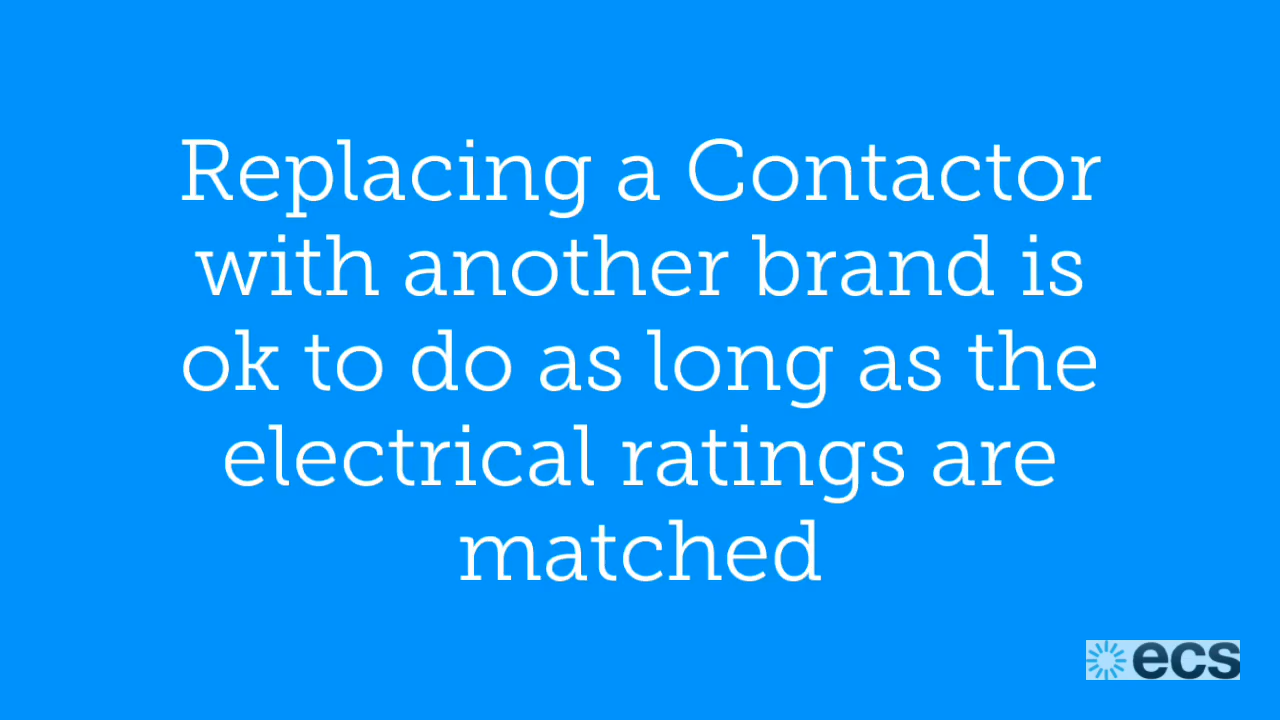 Replacing a Contactor
with another brand is
ok to do as long as the
electrical ratings are
matched
ecs